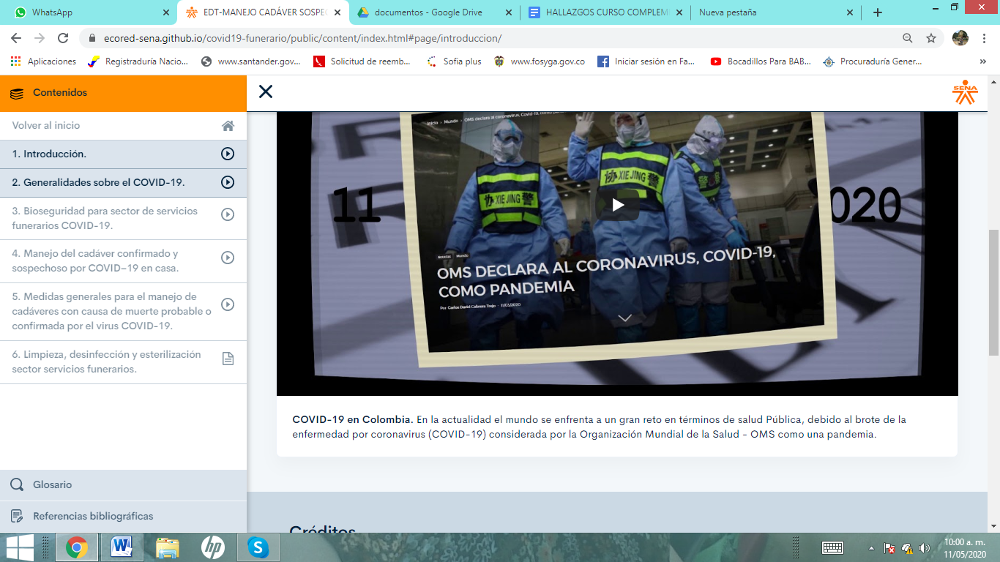 WhatsApp
EDT-MANEJO CADÁVER SOSPEC
documentos - Google Drive
HALLAZGOS CURSO COMPLEM
Nueva pestaña
ecored-sena.github.io/covid19-funerario/public/content/index.html#page/introduccion/
Aplicaciones
Registraduría Nacio...
www.santander.gov...
Solicitud de reemb...
Sofia plus
www.fosyga.gov.co
Iniciar sesión en Fa...
Bocadillos Para BAB...
Procuraduría Gener...
»
Contenidos
SENA
Volver al inicio
1. Introducción.
2. Generalidades sobre el COVID-19.
3. Bioseguridad para sector de servicios
funerarios COVID-19.
4. Manejo del cadáver confirmado y
sospechoso por COVID–19 en casa.
5. Medidas generales para el manejo de
cadáveres con causa de muerte probable o
confirmada por el virus COVID-19.
6. Limpieza, desinfección y esterilización
sector servicios funerarios.
Glosario
Referencias bibliográficas
Inicio › Mundo › OMS declara al coronavirus, Covid-19, como pandemia
协 XIE JING 警
协 XIE JING 警
警
11
020
Noticias Mundo
OMS DECLARA AL CORONAVIRUS, COVID-19,
COMO PANDEMIA
Por Carlos David Cabrera Trejo - 11/03/2020
COVID-19 en Colombia. En la actualidad el mundo se enfrenta a un gran reto en términos de salud Pública, debido al brote de la
enfermedad por coronavirus (COVID-19) considerada por la Organización Mundial de la Salud - OMS como una pandemia.
Créditos
10:00 a. m.
11/05/2020